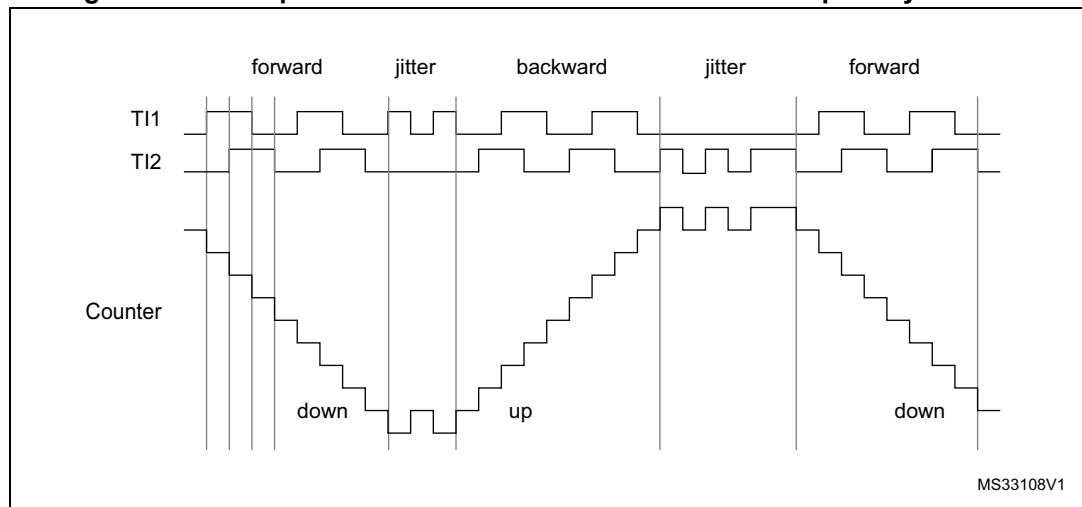 forward jitter backward jitter forward
TI1
TI2
Counter
down up down
MS33108V1